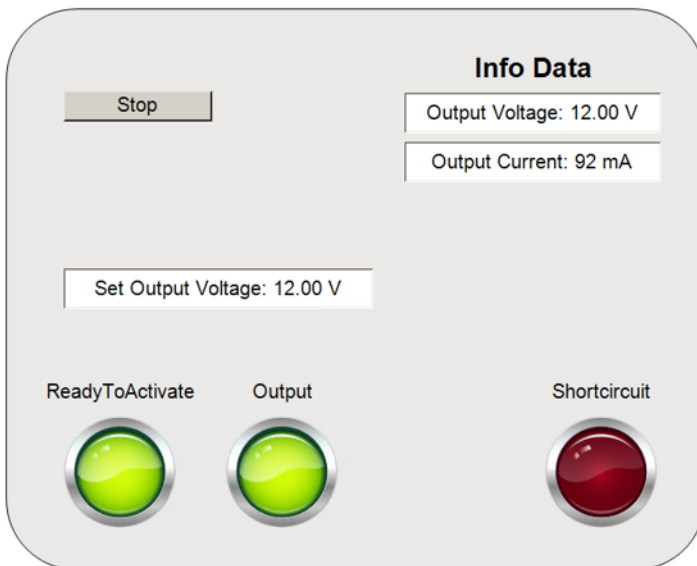 Info Data
Stop
Output Voltage: 12.00 V
Output Current: 92 mA
Set Output Voltage: 12.00 V
ReadyToActivate
Output
Shortcircuit